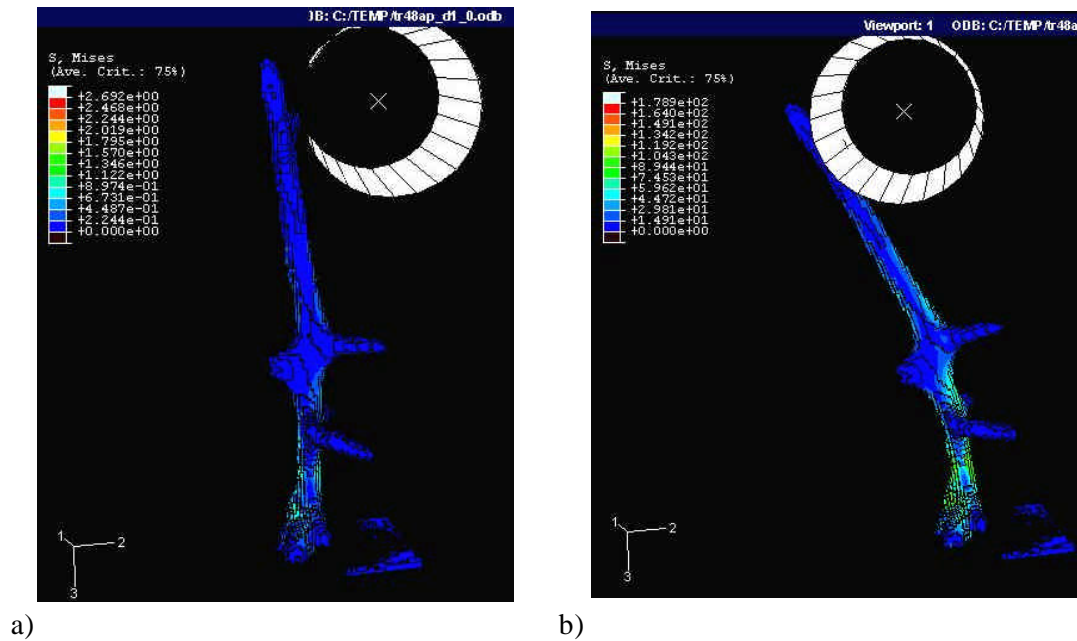 ЭB: C:/TEMP/tr48ap_d1_0.odb
S, Mises
(Ave. Crit.: 75%)
+2.692e+00
+2.468e+00
+2.244e+00
+2.019e+00
+1.795e+00
+1.570e+00
+1.346e+00
+1.122e+00
+8.974e-01
+6.731e-01
+4.487e-01
+2.244e-01
+0.000e+00
1
2
3
a)
Viewport: 1 ODB: C:/TEMP/tr48a
S, Mises
(Ave. Crit.: 75%)
+1.789e+02
+1.640e+02
+1.491e+02
+1.342e+02
+1.192e+02
+1.043e+02
+8.944e+01
+7.453e+01
+5.962e+01
+4.472e+01
+2.981e+01
+1.491e+01
+0.000e+00
1
2
3
b)